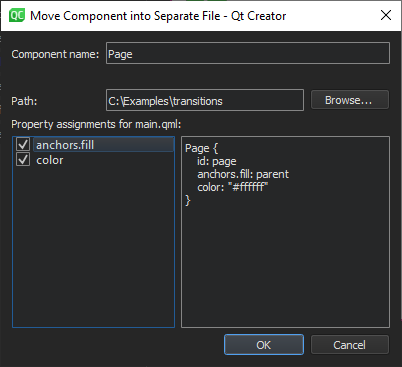 QC Move Component into Separate File - Qt Creator
Component name: Page
Path: C:\Examples\transitions Browse...
Property assignments for main.qml:
anchors.fill
color
Page {
id: page
anchors.fill: parent
color: "#ffffff"
}
OK Cancel